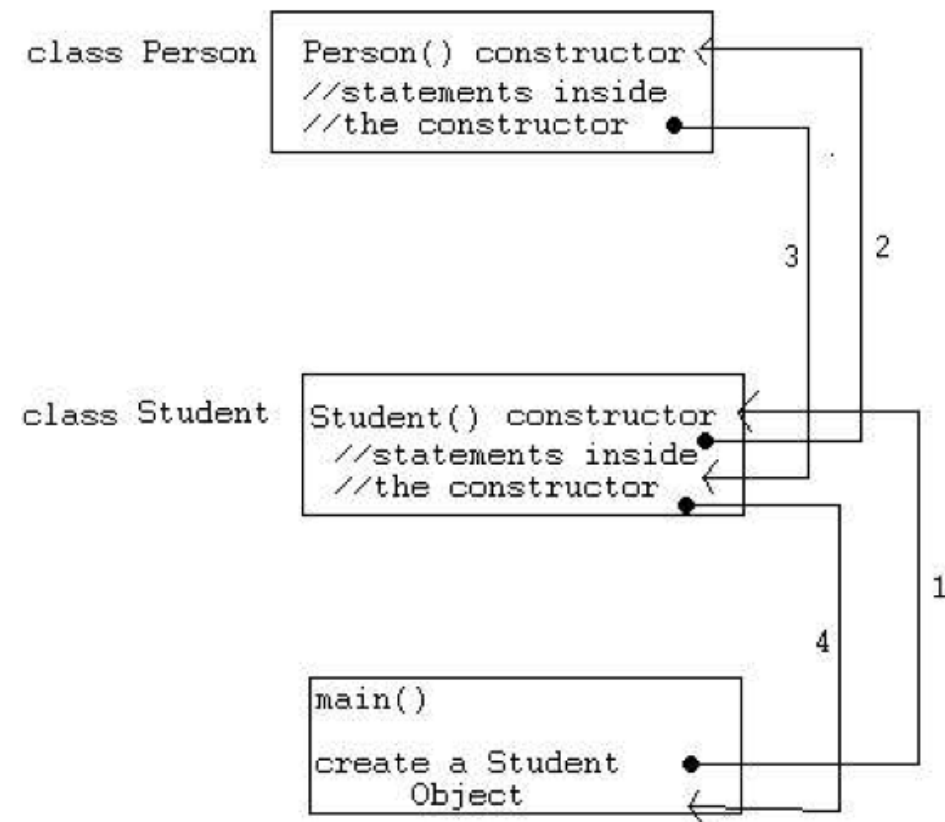 class Person
Person() constructor
//statements inside
//the constructor
3
2
class Student
Student() constructor
//statements inside
//the constructor
1
4
main()
create a Student
Object